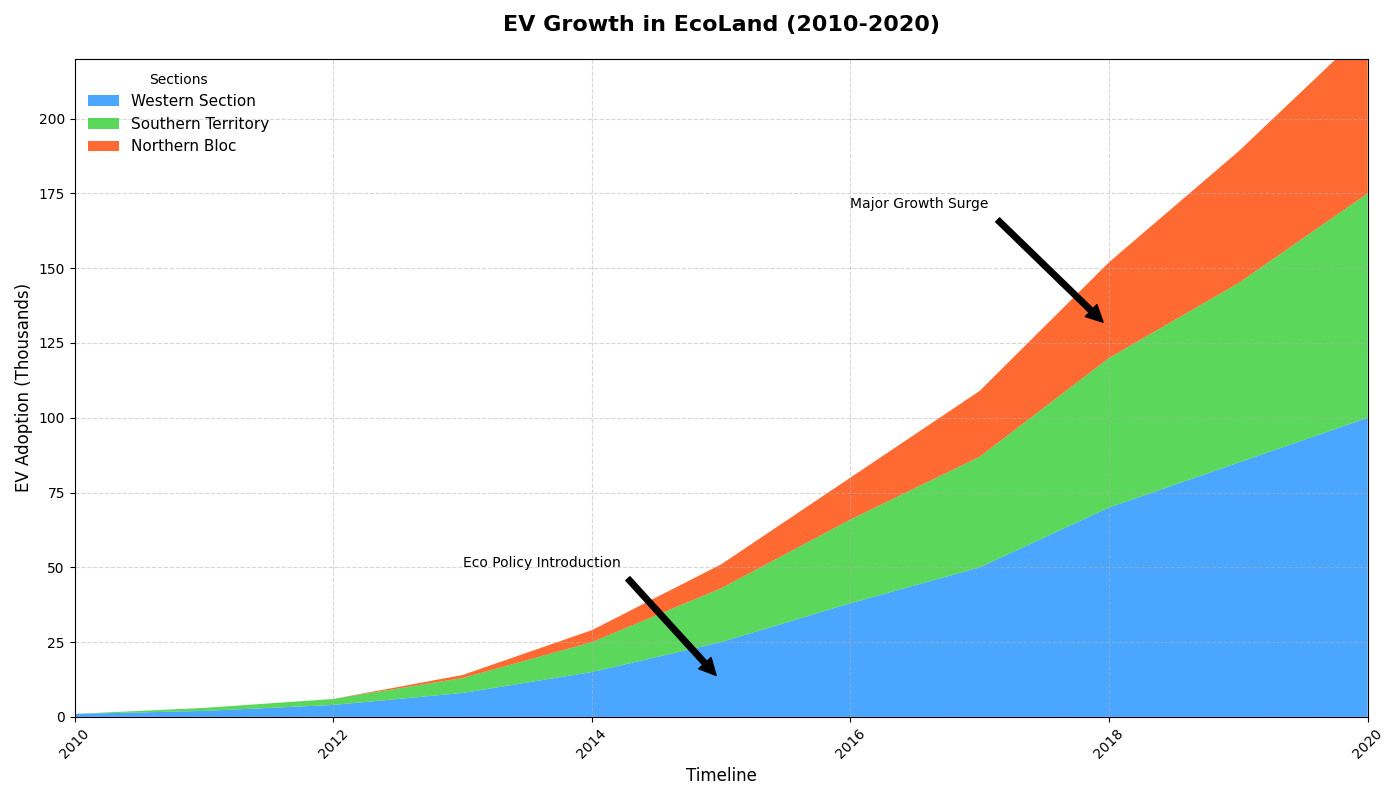 EV Growth in EcoLand (2010-2020)
Sections
Western Section
Southern Territory
Northern Bloc
200
175
150
125
100
75
50
25
0
EV Adoption (Thousands)
Major Growth Surge
Eco Policy Introduction
2010
2012
2014
2016
2018
2020
Timeline